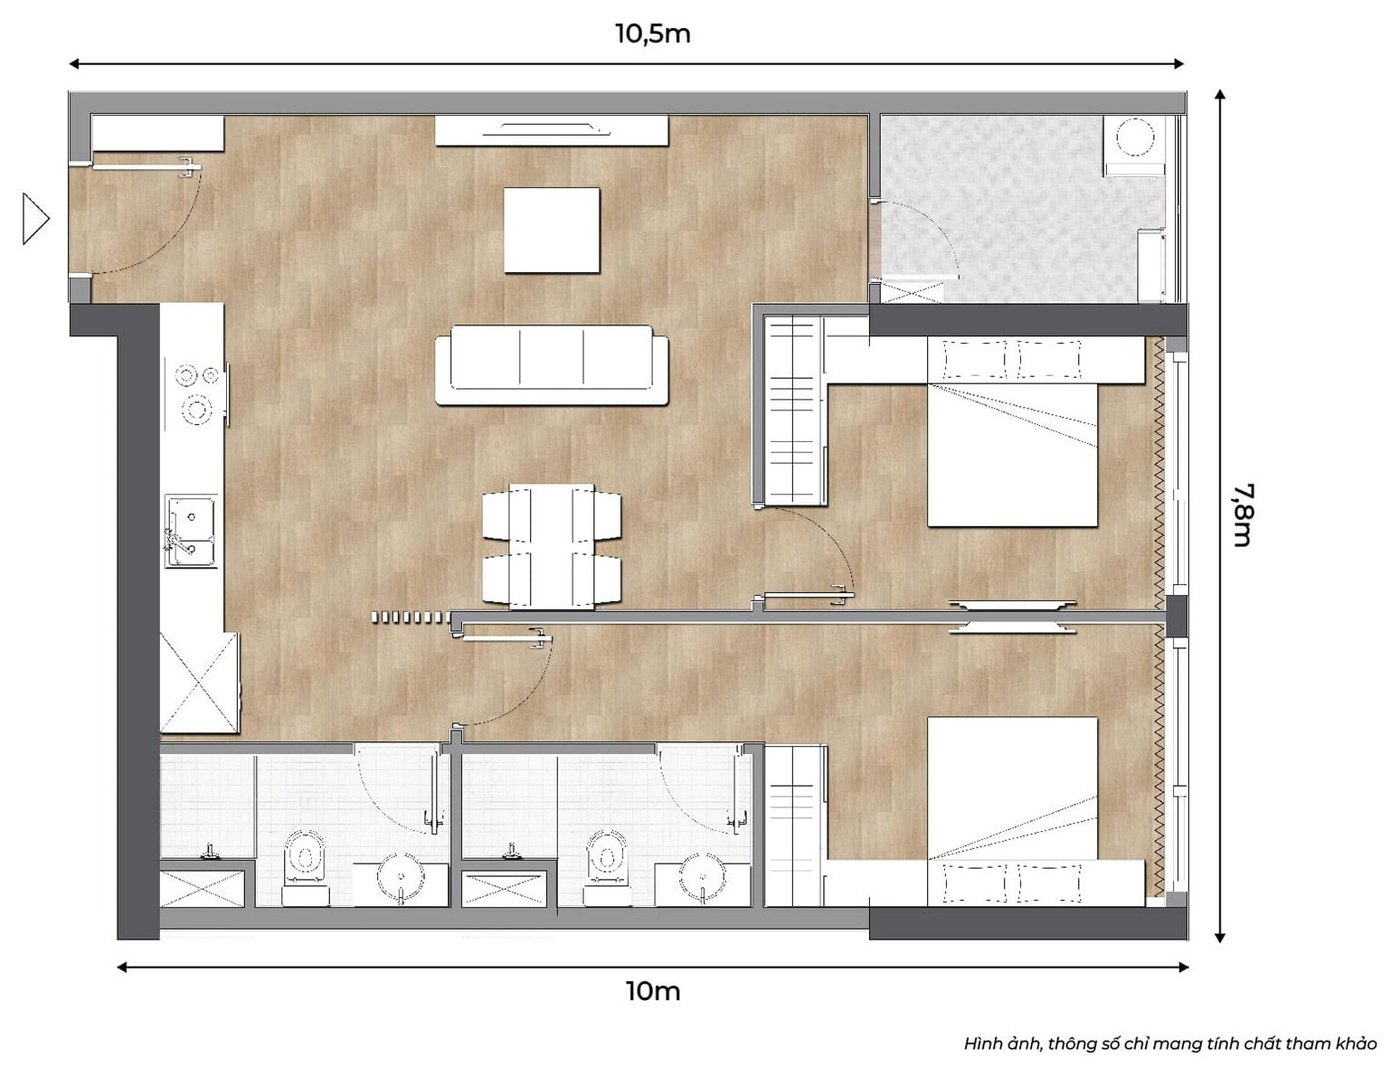 10,5m
7,8m
10m
Hình ảnh, thông số chỉ mang tính chất tham khảo